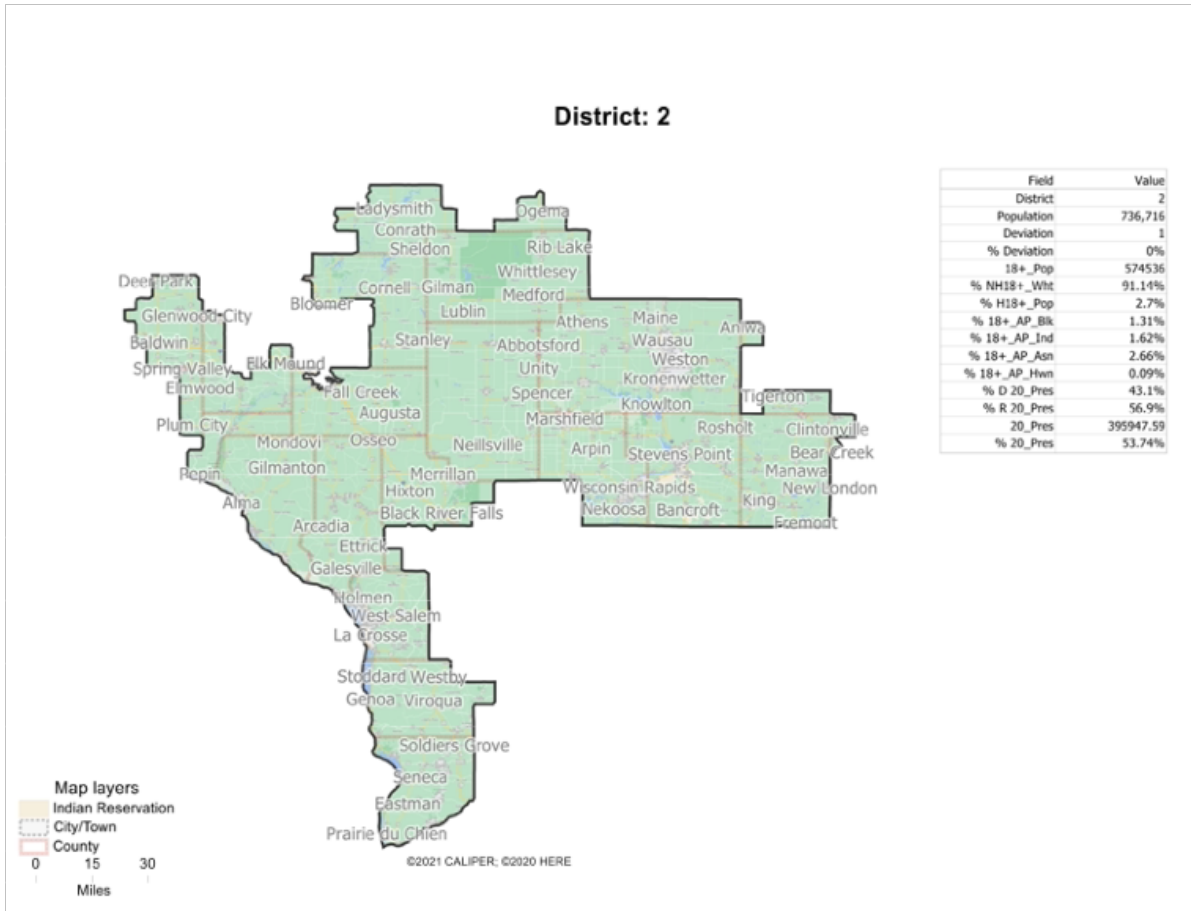 District: 2
Field Value
District 2
Population 736,716
Deviation 1
% Deviation 0%
18+_Pop 574536
% NH18+_Wht 91.14%
% H18+_Pop 2.7%
% 18+_AP_Blk 1.31%
% 18+_AP_Ind 1.62%
% 18+_AP_Asn 2.66%
% 18+_AP_Hwn 0.09%
% D 20_Pres 43.1%
% R 20_Pres 56.9%
20_Pres 395947.59
% 20_Pres 53.74%
Ladysmith
Ogema
Conrath
Sheldon
Rib Lake
Whittlesey
Deer Park
Cornell
Gilman
Medford
Bloomer
Glenwood City
Lublin
Athens
Maine
Aniwa
Baldwin
Stanley
Abbotsford
Wausau
Weston
Spring Valley
Elk Mound
Unity
Elmwood
Fall Creek
Spencer
Kronenwetter
Augusta
Knowlton
Tigerton
Plum City
Marshfield
Rosholt
Clintonville
Mondovi
Osseo
Neillsville
Arpin
Stevens Point
Bear Creek
Pepin
Gilmanton
Merrillan
Manawa
Hixton
Wisconsin Rapids
New London
Alma
Black River Falls
Nekoosa
Bancroft
King
Arcadia
Fremont
Ettrick
Galesville
Holmen
West Salem
La Crosse
Stoddard
Westby
Genoa
Viroqua
Soldiers Grove
Seneca
Eastman
Prairie du Chien
Map layers
Indian Reservation
City/Town
County
0 15 30
Miles
©2021 CALIPER; ©2020 HERE